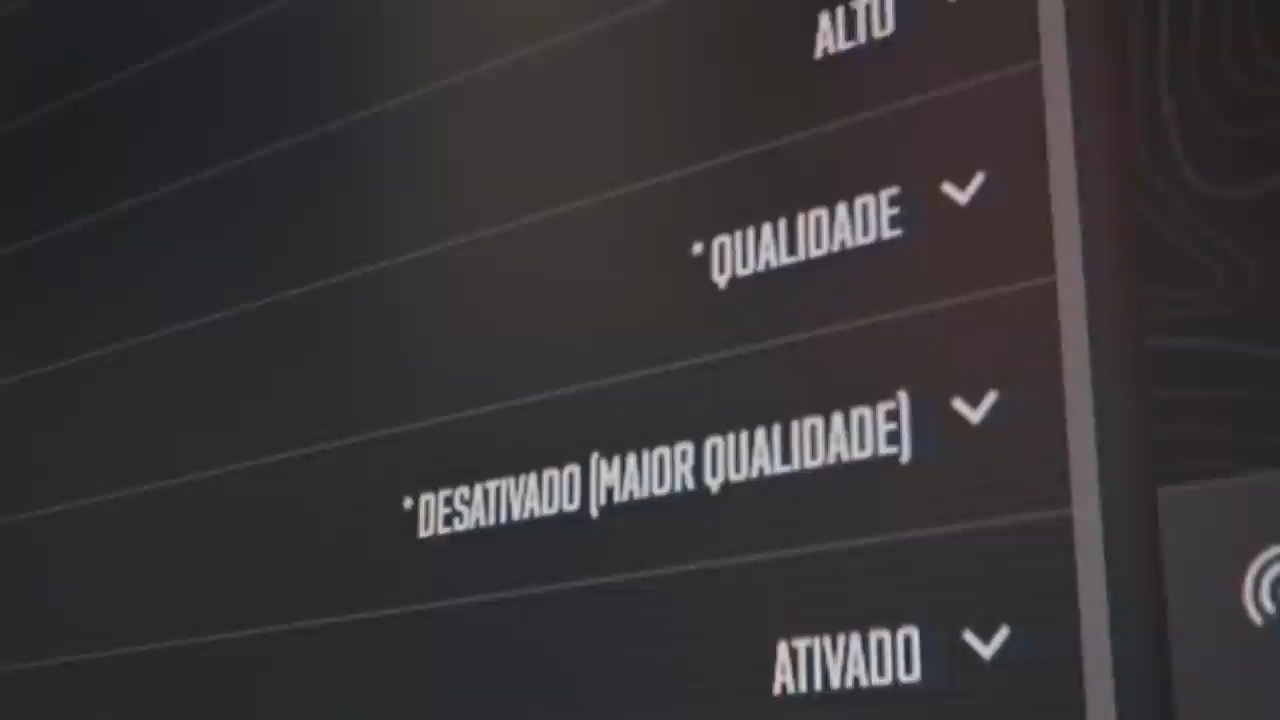 ALTO
* QUALIDADE
* DESATIVADO (MAIOR QUALIDADE)
ATIVADO